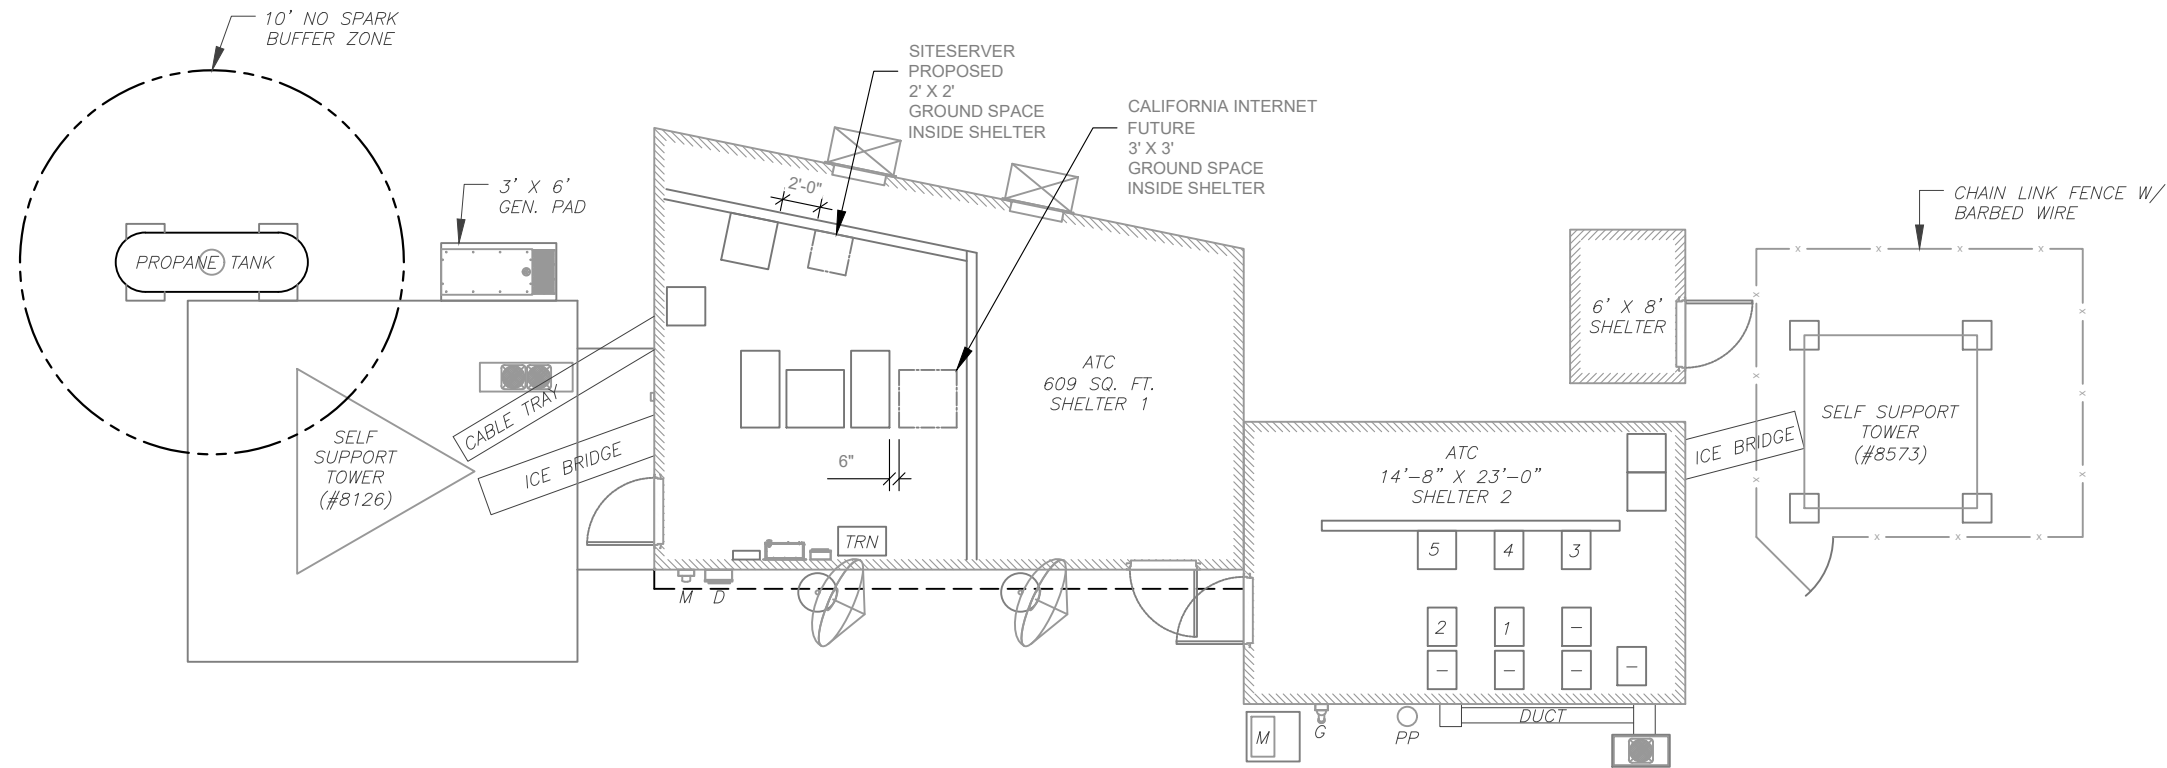 10' NO SPARK
BUFFER ZONE
SITESERVER
PROPOSED
2' X 2'
GROUND SPACE
INSIDE SHELTER
CALIFORNIA INTERNET
FUTURE
3' X 3'
GROUND SPACE
INSIDE SHELTER
3' X 6'
GEN. PAD
2'-0"
CHAIN LINK FENCE W/
BARBED WIRE
PROPANE TANK
6' X 8'
SHELTER
ATC
609 SQ. FT.
SHELTER 1
CABLE TRAY
SELF
SUPPORT
TOWER
(#8126)
ICE BRIDGE
6"
ATC
14'-8" X 23'-0"
SHELTER 2
ICE BRIDGE
SELF SUPPORT
TOWER
(#8573)
TRN
5 4 3
M D
2 1 -
- - - -
M
G
PP
DUCT
x x x x
x x
x x
x x
x x x